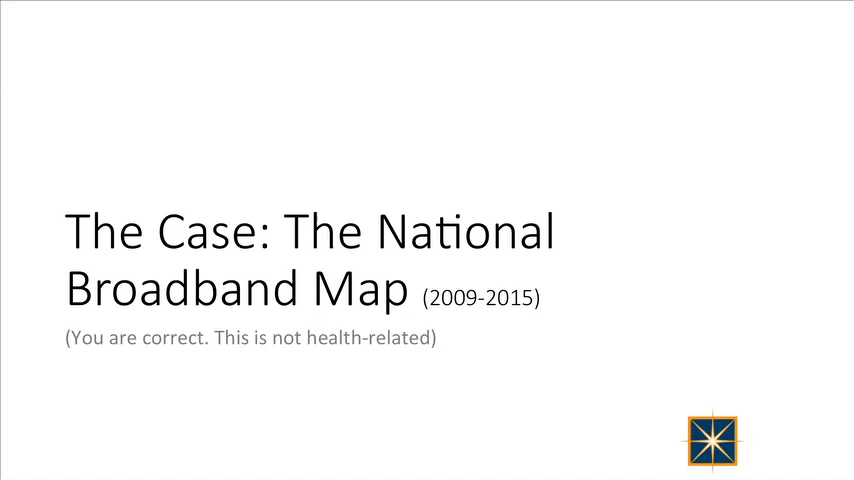 The Case: The National
Broadband Map (2009-2015)
(You are correct. This is not health-related)